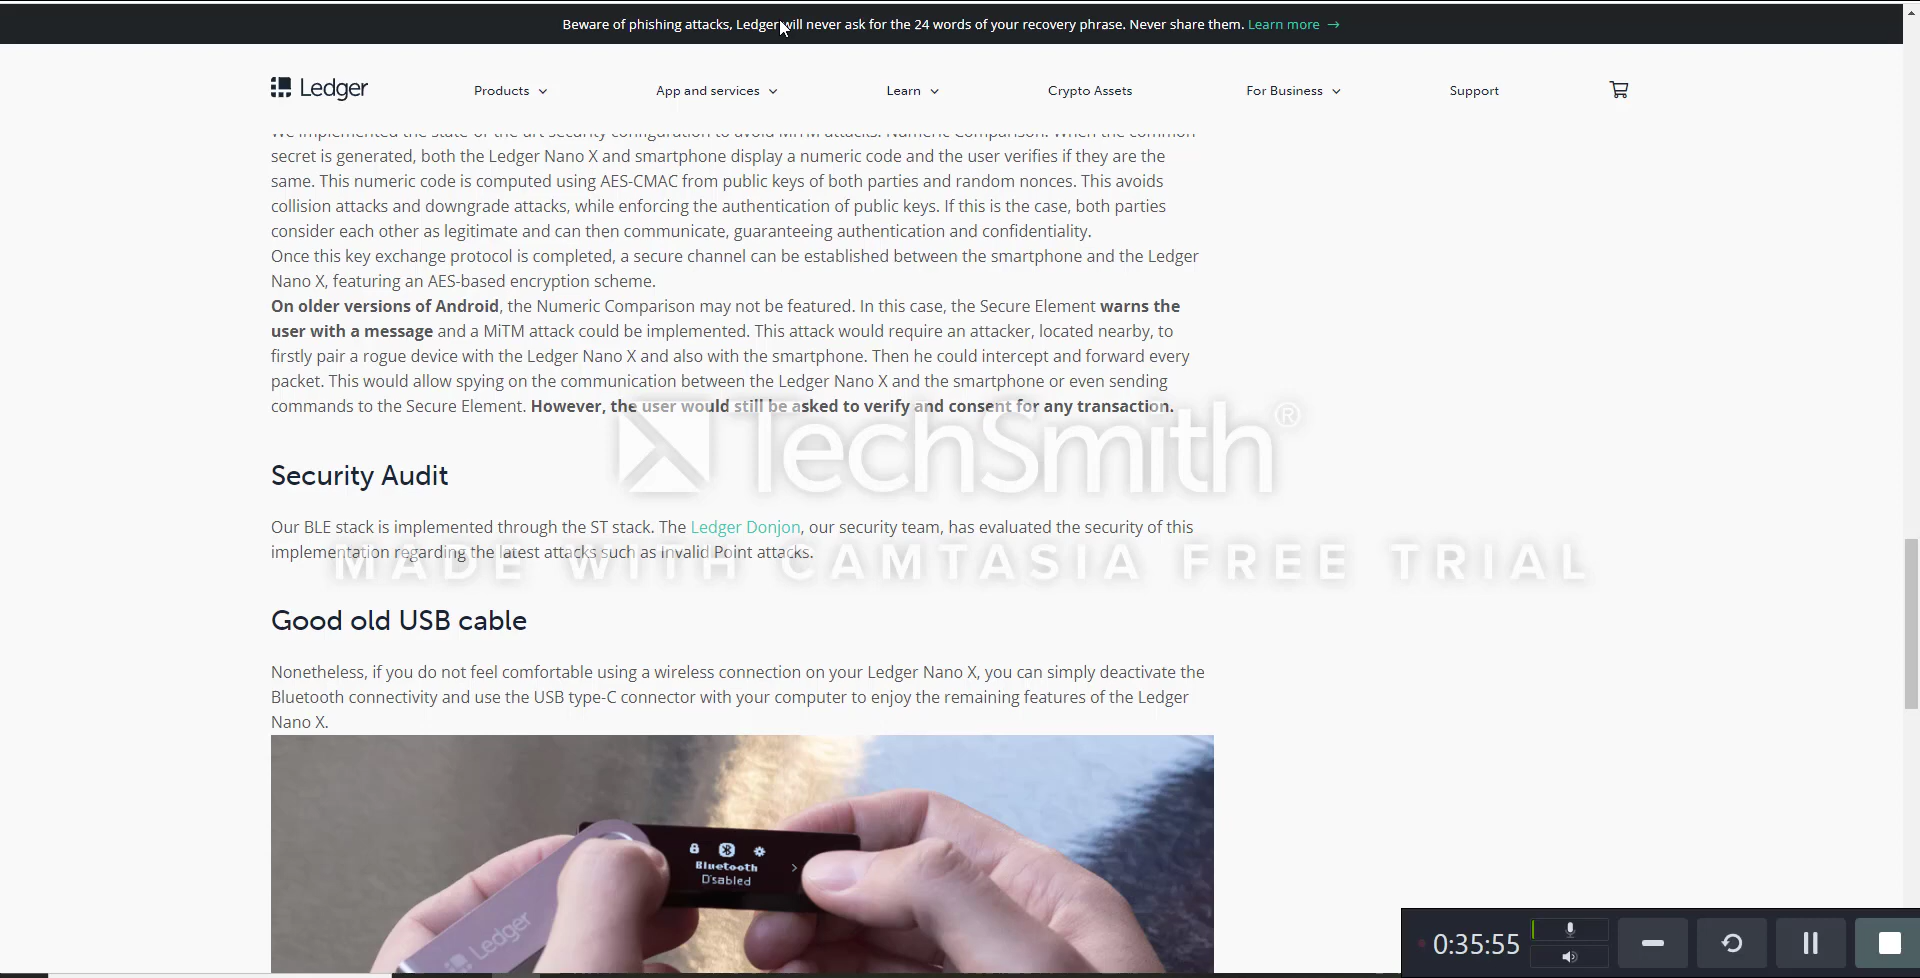 Beware of phishing attacks, Ledger will never ask for the 24 words of your recovery phrase. Never share them. Learn more →
Ledger
Products
App and services
Learn
Crypto Assets
For Business
Support
We implemented the state of the art security configuration to avoid MITM attacks: Numeric Comparison. When the common
secret is generated, both the Ledger Nano X and smartphone display a numeric code and the user verifies if they are the
same. This numeric code is computed using AES-CMAC from public keys of both parties and random nonces. This avoids
collision attacks and downgrade attacks, while enforcing the authentication of public keys. If this is the case, both parties
consider each other as legitimate and can then communicate, guaranteeing authentication and confidentiality.
Once this key exchange protocol is completed, a secure channel can be established between the smartphone and the Ledger
Nano X, featuring an AES-based encryption scheme.
On older versions of Android, the Numeric Comparison may not be featured. In this case, the Secure Element warns the
user with a message and a MiTM attack could be implemented. This attack would require an attacker, located nearby, to
firstly pair a rogue device with the Ledger Nano X and also with the smartphone. Then he could intercept and forward every
packet. This would allow spying on the communication between the Ledger Nano X and the smartphone or even sending
commands to the Secure Element. However, the user would still be asked to verify and consent for any transaction.
TechSmith®
Security Audit
Our BLE stack is implemented through the ST stack. The Ledger Donjon, our security team, has evaluated the security of this
implementation regarding the latest attacks such as Invalid Point attacks.
MADE WITH CAMTASIA FREE TRIAL
Good old USB cable
Nonetheless, if you do not feel comfortable using a wireless connection on your Ledger Nano X, you can simply deactivate the
Bluetooth connectivity and use the USB type-C connector with your computer to enjoy the remaining features of the Ledger
Nano X.
Bluetooth
Disabled
Ledger
0:35:55